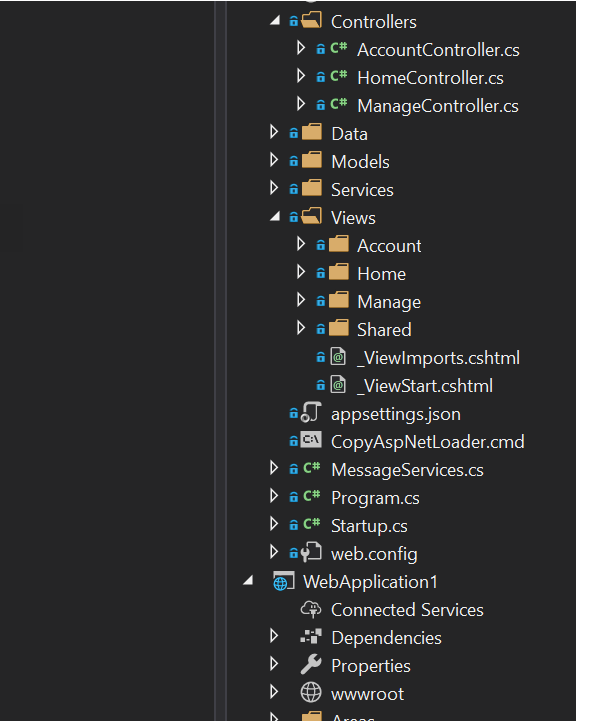 Controllers
C# AccountController.cs
C# HomeController.cs
C# ManageController.cs
Data
Models
Services
Views
Account
Home
Manage
Shared
@ _ViewImports.cshtml
@ _ViewStart.cshtml
appsettings.json
C:\ CopyAspNetLoader.cmd
C# MessageServices.cs
C# Program.cs
C# Startup.cs
web.config
WebApplication1
Connected Services
Dependencies
Properties
wwwroot
Areas